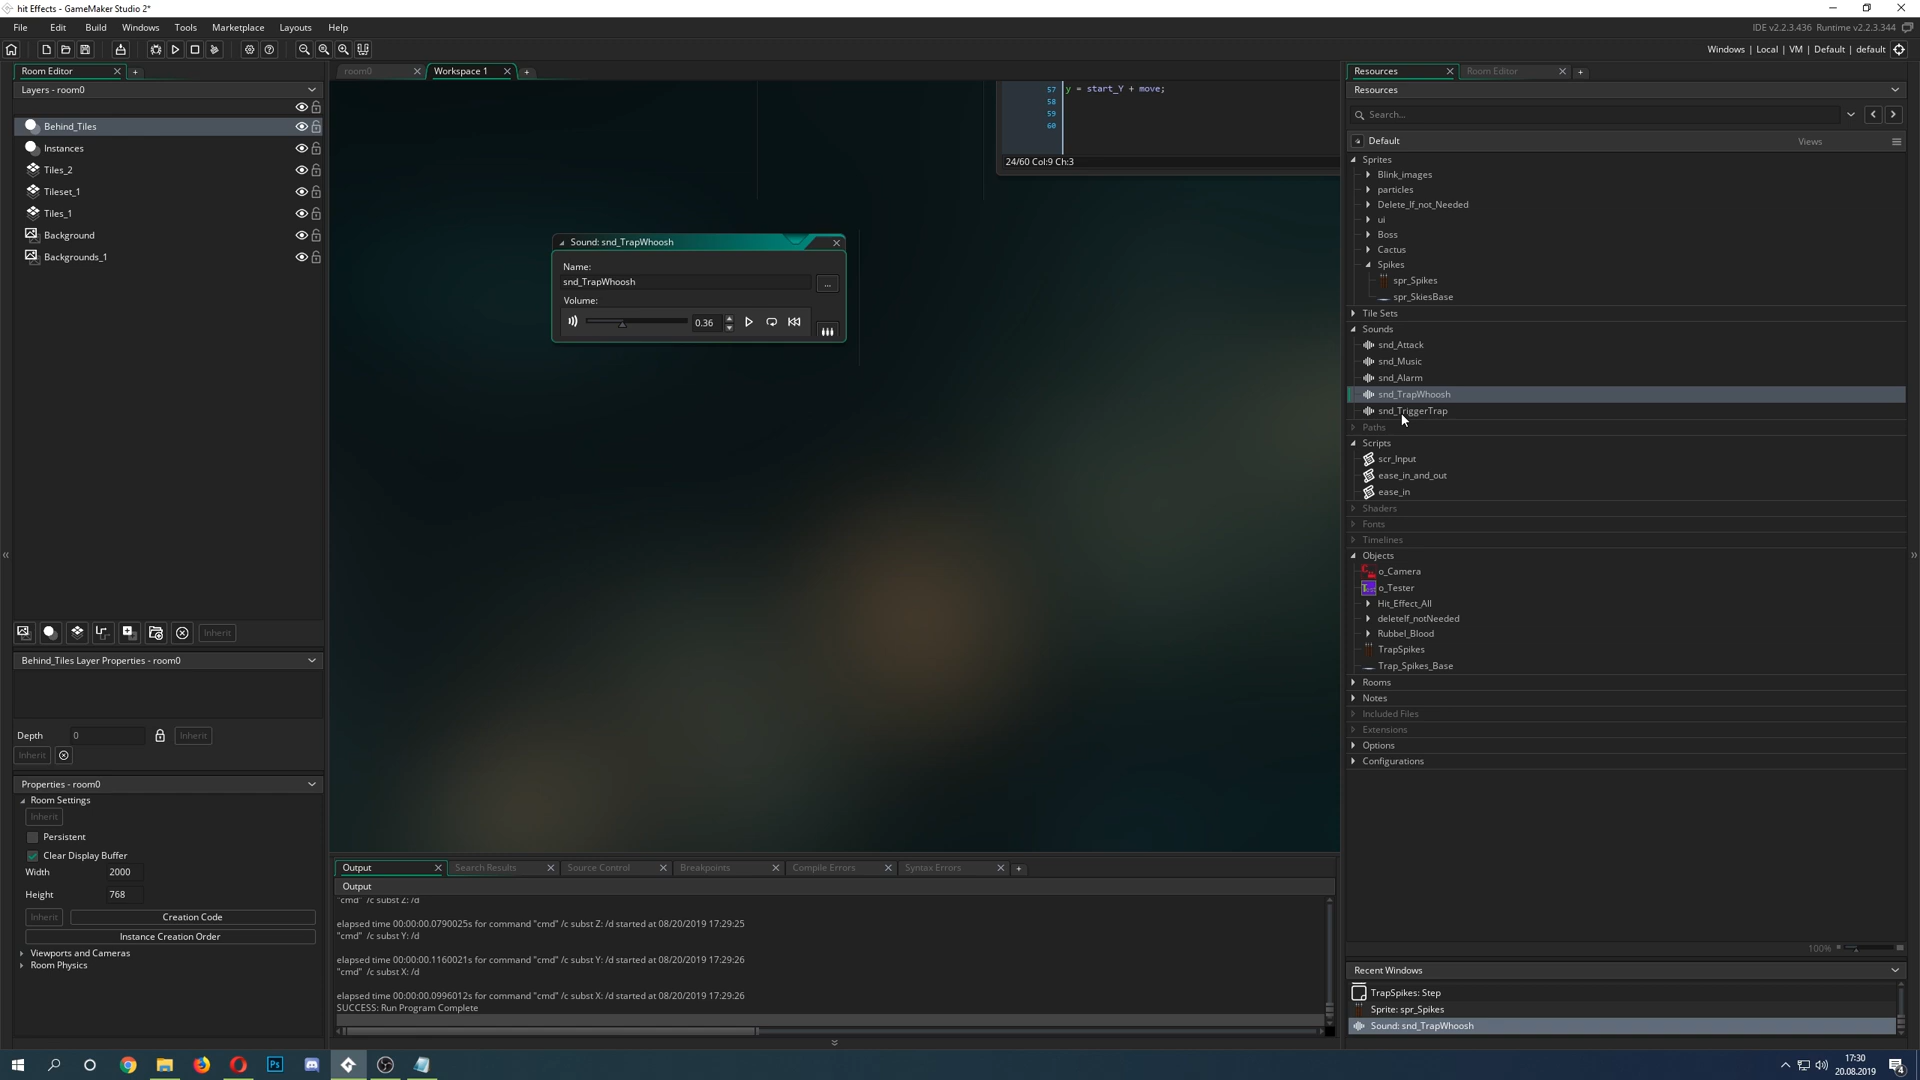 hit Effects - GameMaker Studio 2*
File Edit Build Windows Tools Marketplace Layouts Help
IDE v2.2.3.436 Runtime v2.2.3.344
Windows | Local | VM | Default | default
Room Editor
room0
Workspace 1
Resources
Room Editor
Layers - room0
Resources
Search...
Default
Views
Behind_Tiles
Instances
Tiles_2
Tileset_1
Tiles_1
Background
Backgrounds_1
57 y = start_Y + move;
58
59
60
24/60 Col:9 Ch:3
Sound: snd_TrapWhoosh
Name:
snd_TrapWhoosh
...
Volume:
0.36
Sprites
Blink_images
particles
Delete_If_not_Needed
ui
Boss
Cactus
Spikes
spr_Spikes
spr_SkiesBase
Tile Sets
Sounds
snd_Attack
snd_Music
snd_Alarm
snd_TrapWhoosh
snd_TriggerTrap
Paths
Scripts
scr_Input
ease_in_and_out
ease_in
Shaders
Fonts
Timelines
Objects
o_Camera
o_Tester
Hit_Effect_All
deleteIf_notNeeded
Rubbel_Blood
TrapSpikes
Trap_Spikes_Base
Rooms
Notes
Included Files
Extensions
Options
Configurations
100%
Inherit
Behind_Tiles Layer Properties - room0
Depth 0 Inherit
Inherit
Properties - room0
Room Settings
Inherit
Persistent
Clear Display Buffer
Width 2000
Height 768
Inherit Creation Code
Instance Creation Order
Viewports and Cameras
Room Physics
Output Search Results Source Control Breakpoints Compile Errors Syntax Errors
Output
"cmd" /c subst Z: /d
elapsed time 00:00:00.0790025s for command "cmd" /c subst Z: /d started at 08/20/2019 17:29:25
"cmd" /c subst Y: /d
elapsed time 00:00:00.1160021s for command "cmd" /c subst Y: /d started at 08/20/2019 17:29:26
"cmd" /c subst X: /d
elapsed time 00:00:00.0996012s for command "cmd" /c subst X: /d started at 08/20/2019 17:29:26
SUCCESS: Run Program Complete
Recent Windows
TrapSpikes: Step
Sprite: spr_Spikes
Sound: snd_TrapWhoosh
Ps
17:30
20.08.2019
4